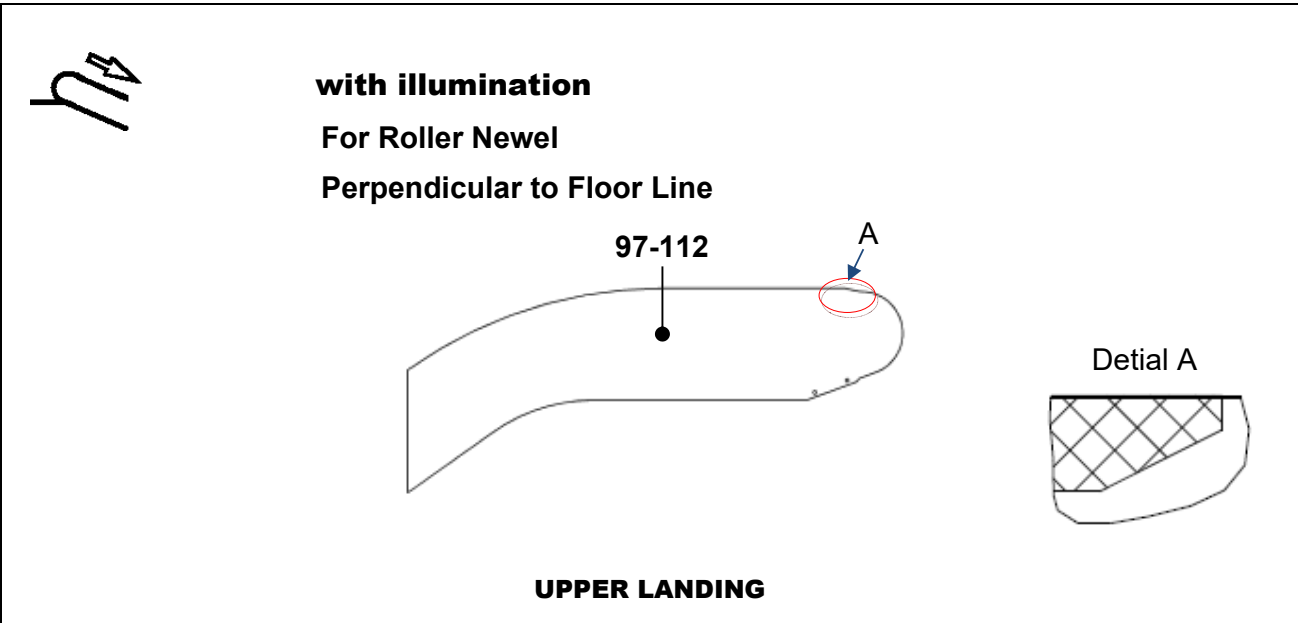 with illumination
For Roller Newel
Perpendicular to Floor Line
97-112
A
Detial A
UPPER LANDING